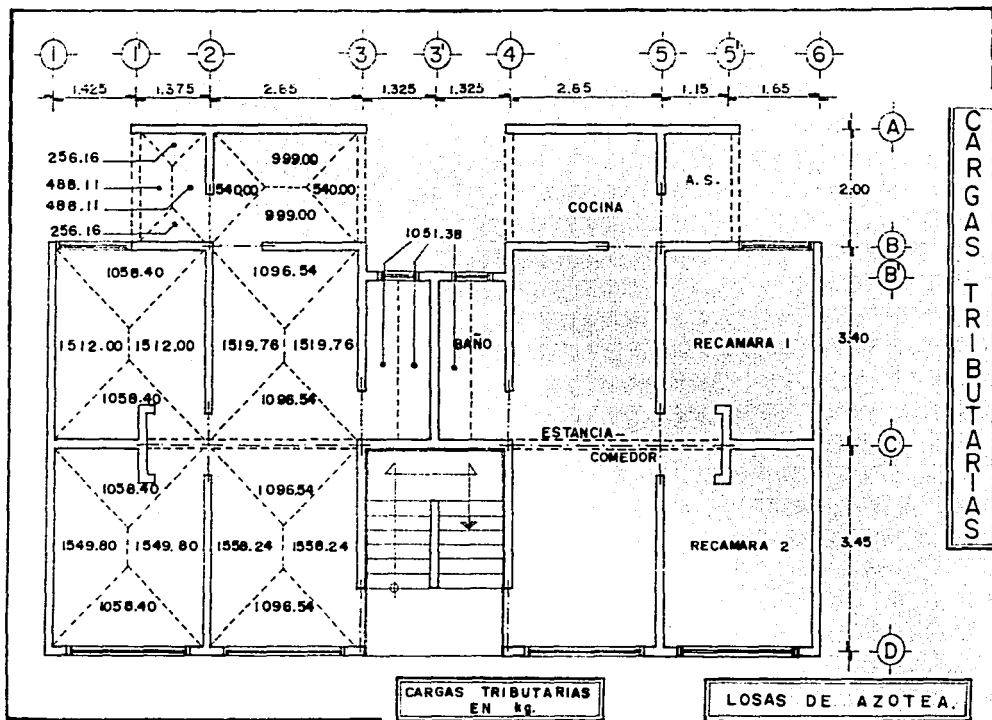 1 1' 2 3 3' 4 5 5' 6
1.425 1.375 2.85 1.325 1.325 2.85 1.15 1.65
A
256.16
999.00
488.11
540.00 540.00
A.S.
2.00
488.11
COCINA
999.00
256.16
1051.38
B
1058.40 1096.54
B'
1512.00 1512.00 1519.76 1519.76
BAÑO
RECAMARA 1
3.40
1058.40 1096.54
ESTANCIA-
C
COMEDOR
1058.40 1096.54
1549.80 1549.80 1558.24 1558.24
RECAMARA 2
3.45
1058.40 1096.54
D
CARGAS TRIBUTARIAS
EN kg.
LOSAS DE AZOTEA.
CARGAS TRIBUTARIAS